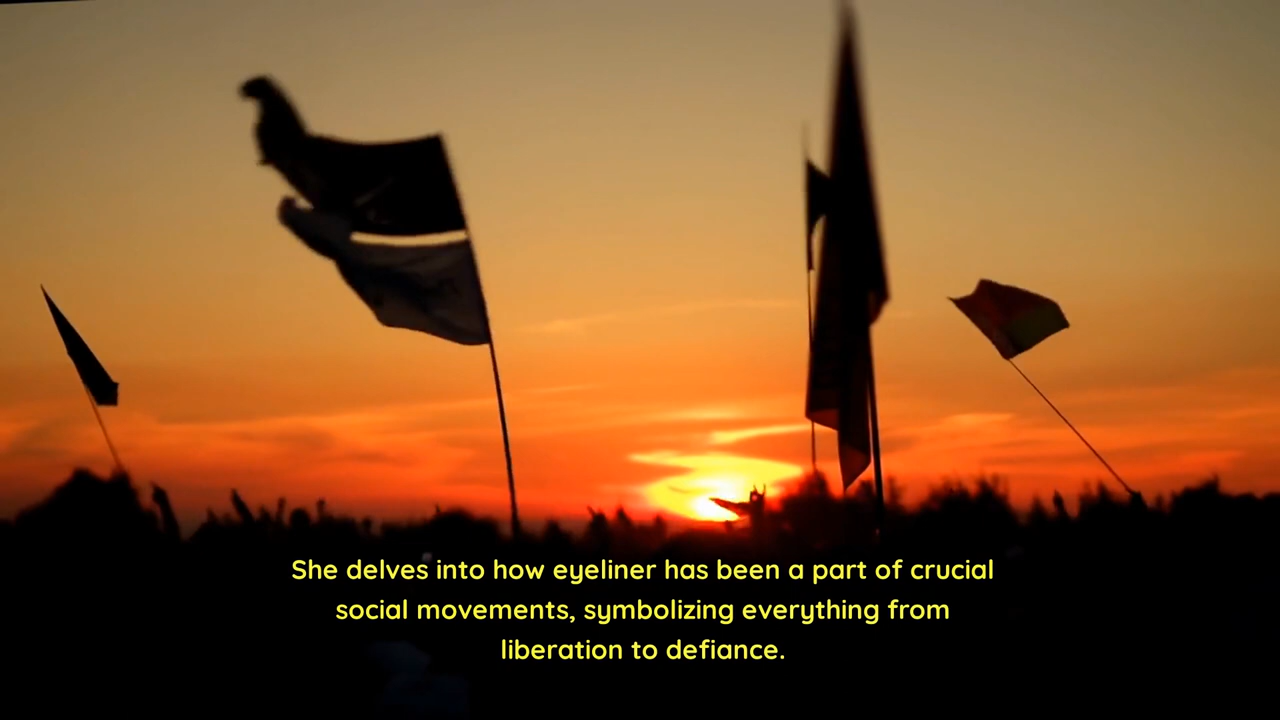 She delves into how eyeliner has been a part of crucial
social movements, symbolizing everything from
liberation to defiance.